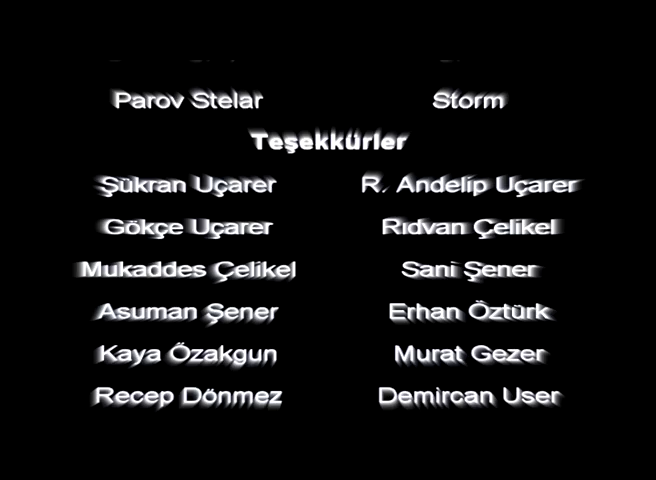 Parov Stelar Storm
Teşekkürler
Şükran Uçarer R. Andelip Uçarer
Gökçe Uçarer Rıdvan Çelikel
Mukaddes Çelikel Sani Şener
Asuman Şener Erhan Öztürk
Kaya Özakgun Murat Gezer
Recep Dönmez Demircan User